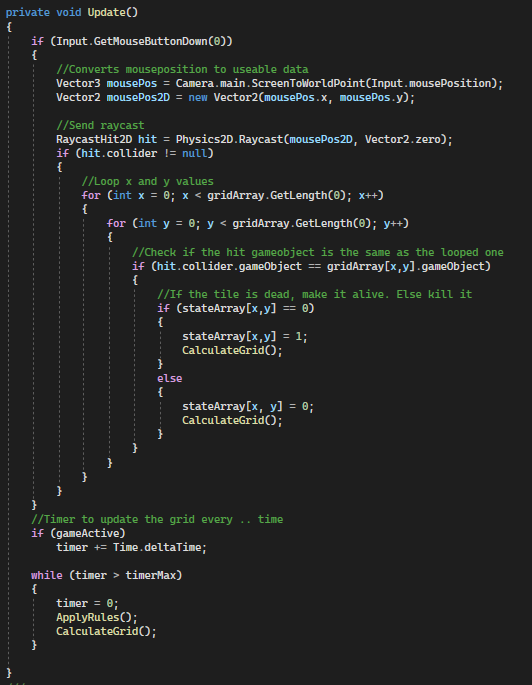 private void Update()
{
if (Input.GetMouseButtonDown(0))
{
//Converts mouseposition to useable data
Vector3 mousePos = Camera.main.ScreenToWorldPoint(Input.mousePosition);
Vector2 mousePos2D = new Vector2(mousePos.x, mousePos.y);
//Send raycast
RaycastHit2D hit = Physics2D.Raycast(mousePos2D, Vector2.zero);
if (hit.collider != null)
{
//Loop x and y values
for (int x = 0; x < gridArray.GetLength(0); x++)
{
for (int y = 0; y < gridArray.GetLength(0); y++)
{
//Check if the hit gameobject is the same as the looped one
if (hit.collider.gameObject == gridArray[x,y].gameObject)
{
//If the tile is dead, make it alive. Else kill it
if (stateArray[x,y] == 0)
{
stateArray[x,y] = 1;
CalculateGrid();
}
else
{
stateArray[x, y] = 0;
CalculateGrid();
}
}
}
}
}
}
//Timer to update the grid every .. time
if (gameActive)
timer += Time.deltaTime;
while (timer > timerMax)
{
timer = 0;
ApplyRules();
CalculateGrid();
}
}